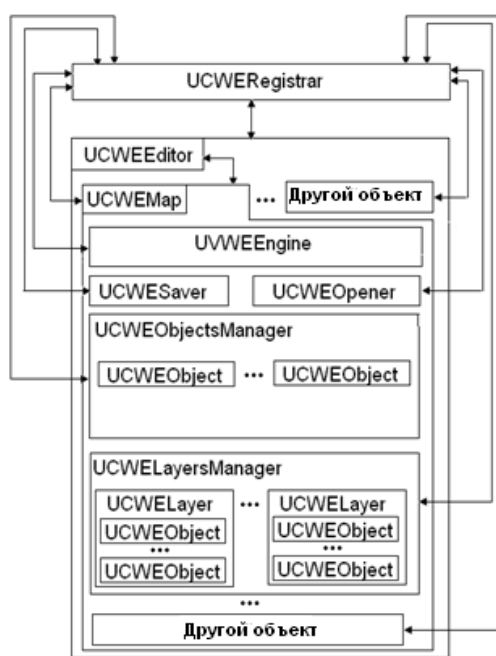 UCWERegistrar
UCWEEditor
UCWEMap
... Другой объект
UVWEEngine
UCWESaver
UCWEOpener
UCWEObjectsManager
UCWEObject ... UCWEObject
UCWELayersManager
UCWELayer ... UCWELayer
UCWEObject UCWEObject
... ...
UCWEObject UCWEObject
...
Другой объект